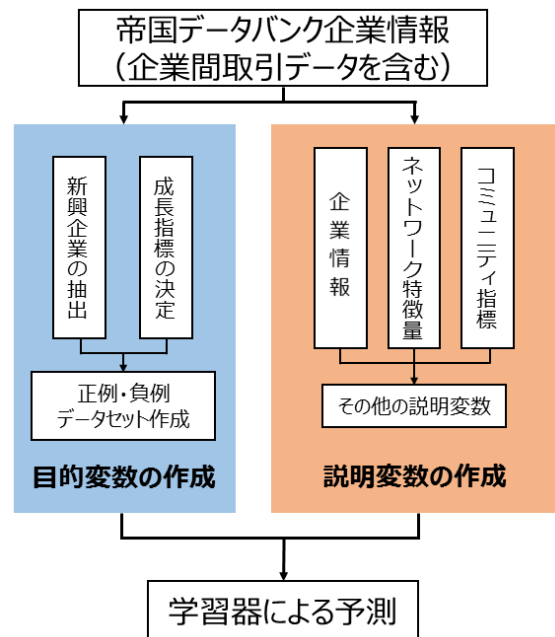 帝国データバンク企業情報
（企業間取引データを含む）
新興企業の抽出
成長指標の決定
正例・負例
データセット作成
目的変数の作成
企業情報
ネットワーク特徴量
コミュニティ指標
その他の説明変数
説明変数の作成
学習器による予測